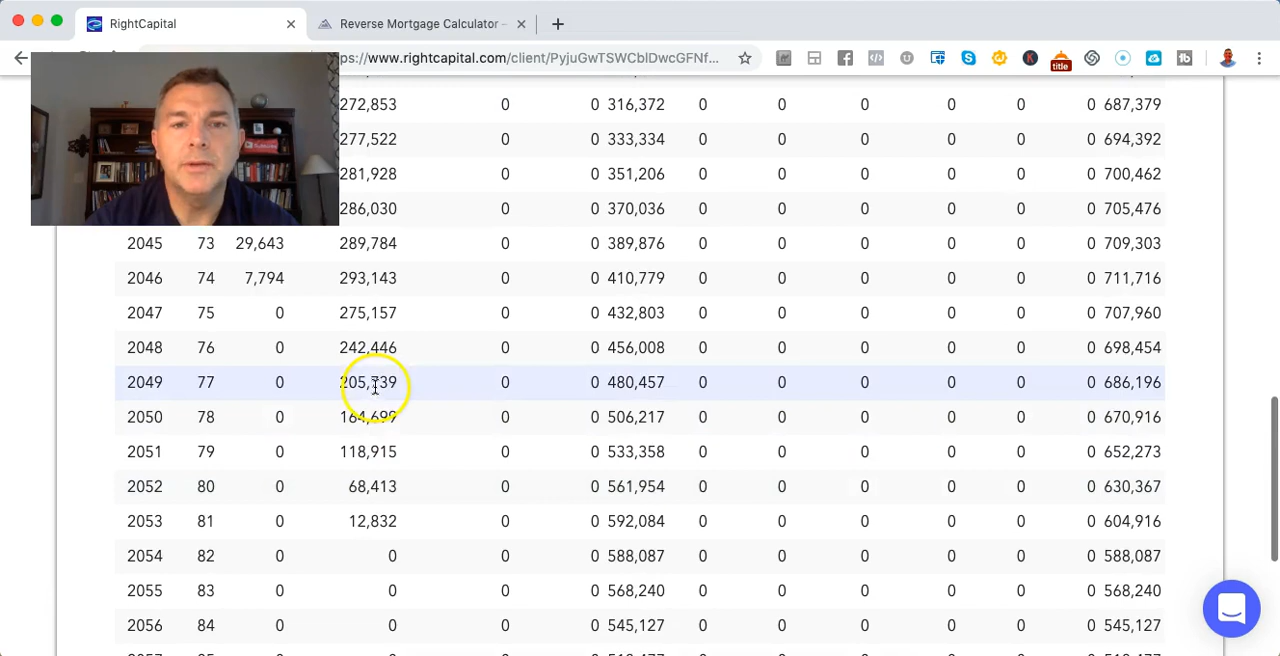 RightCapital
Reverse Mortgage Calculator –
ps://www.rightcapital.com/client/PyjuGwTSWCblDwcGFNf...
title
272,853 0 0 316,372 0 0 0 0 0 0 687,379
277,522 0 0 333,334 0 0 0 0 0 0 694,392
281,928 0 0 351,206 0 0 0 0 0 0 700,462
286,030 0 0 370,036 0 0 0 0 0 0 705,476
2045 73 29,643 289,784 0 0 389,876 0 0 0 0 0 0 709,303
2046 74 7,794 293,143 0 0 410,779 0 0 0 0 0 0 711,716
2047 75 0 275,157 0 0 432,803 0 0 0 0 0 0 707,960
2048 76 0 242,446 0 0 456,008 0 0 0 0 0 0 698,454
2049 77 0 205,739 0 0 480,457 0 0 0 0 0 0 686,196
2050 78 0 164,699 0 0 506,217 0 0 0 0 0 0 670,916
2051 79 0 118,915 0 0 533,358 0 0 0 0 0 0 652,273
2052 80 0 68,413 0 0 561,954 0 0 0 0 0 0 630,367
2053 81 0 12,832 0 0 592,084 0 0 0 0 0 0 604,916
2054 82 0 0 0 0 588,087 0 0 0 0 0 0 588,087
2055 83 0 0 0 0 568,240 0 0 0 0 0 0 568,240
2056 84 0 0 0 0 545,127 0 0 0 0 0 0 545,127